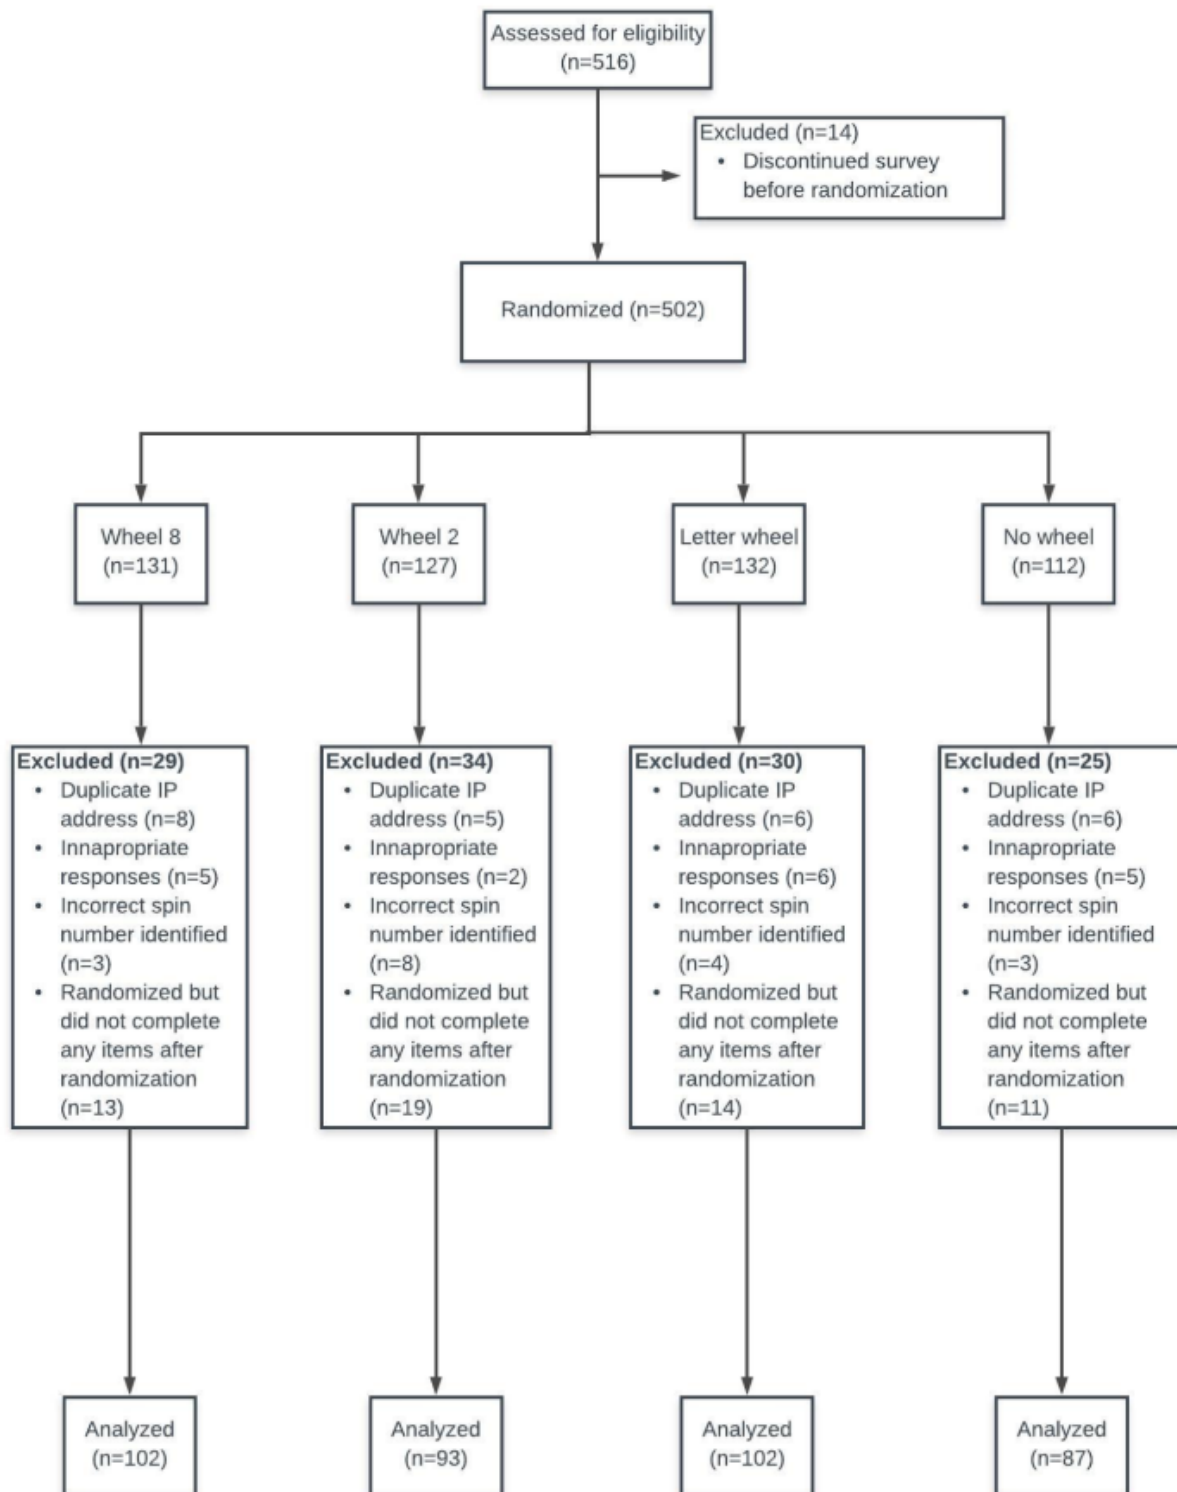 Assessed for eligibility
(n=516)
Excluded (n=14)
• Discontinued survey
before randomization
Randomized (n=502)
Wheel 8
(n=131)
Wheel 2
(n=127)
Letter wheel
(n=132)
No wheel
(n=112)
Excluded (n=29)
• Duplicate IP
address (n=8)
• Innapropriate
responses (n=5)
• Incorrect spin
number identified
(n=3)
• Randomized but
did not complete
any items after
randomization
(n=13)
Excluded (n=34)
• Duplicate IP
address (n=5)
• Innapropriate
responses (n=2)
• Incorrect spin
number identified
(n=8)
• Randomized but
did not complete
any items after
randomization
(n=19)
Excluded (n=30)
• Duplicate IP
address (n=6)
• Innapropriate
responses (n=6)
• Incorrect spin
number identified
(n=4)
• Randomized but
did not complete
any items after
randomization
(n=14)
Excluded (n=25)
• Duplicate IP
address (n=6)
• Innapropriate
responses (n=5)
• Incorrect spin
number identified
(n=3)
• Randomized but
did not complete
any items after
randomization
(n=11)
Analyzed
(n=102)
Analyzed
(n=93)
Analyzed
(n=102)
Analyzed
(n=87)